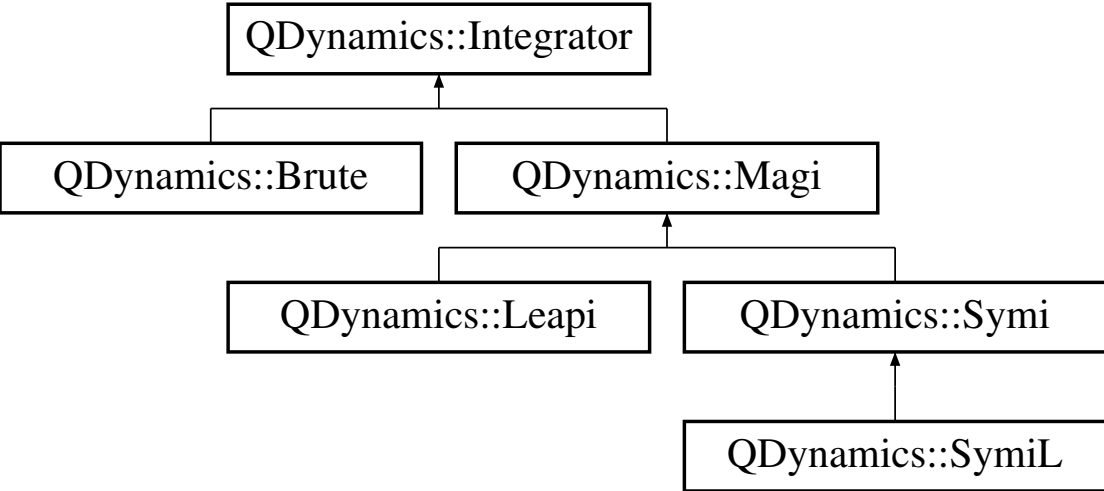 QDynamics::Integrator
QDynamics::Brute
QDynamics::Magi
QDynamics::Leapi
QDynamics::Symi
QDynamics::SymiL